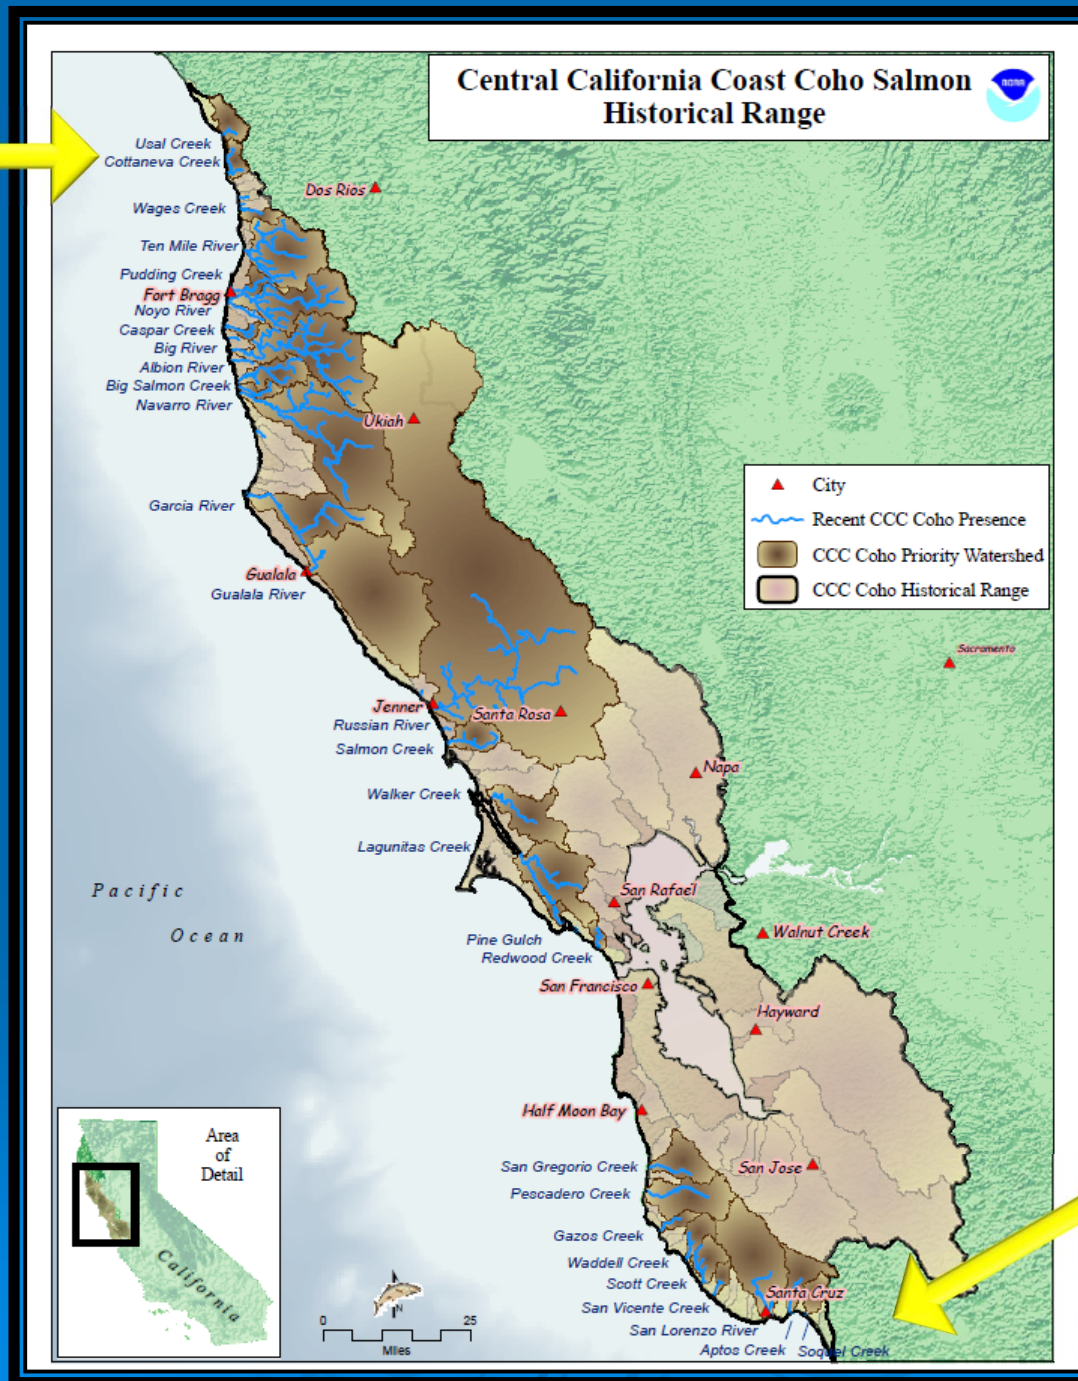 Central California Coast Coho Salmon
Historical Range
NOAA
Usal Creek
Cottaneva Creek
Dos Rios
Wages Creek
Ten Mile River
Pudding Creek
Fort Bragg
Noyo River
Caspar Creek
Big River
Albion River
Big Salmon Creek
Navarro River
Ukiah
Garcia River
Gualala
Gualala River
City
Recent CCC Coho Presence
CCC Coho Priority Watershed
CCC Coho Historical Range
Sacramento
Jenner
Santa Rosa
Russian River
Salmon Creek
Napa
Walker Creek
Lagunitas Creek
San Rafael
Pacific
Ocean
Walnut Creek
Pine Gulch
Redwood Creek
San Francisco
Hayward
Half Moon Bay
San Gregorio Creek
San Jose
Pescadero Creek
Gazos Creek
Waddell Creek
Scott Creek
Santa Cruz
San Vicente Creek
San Lorenzo River
Aptos Creek
Soquel Creek
Area
of
Detail
California
N
0 25
Miles